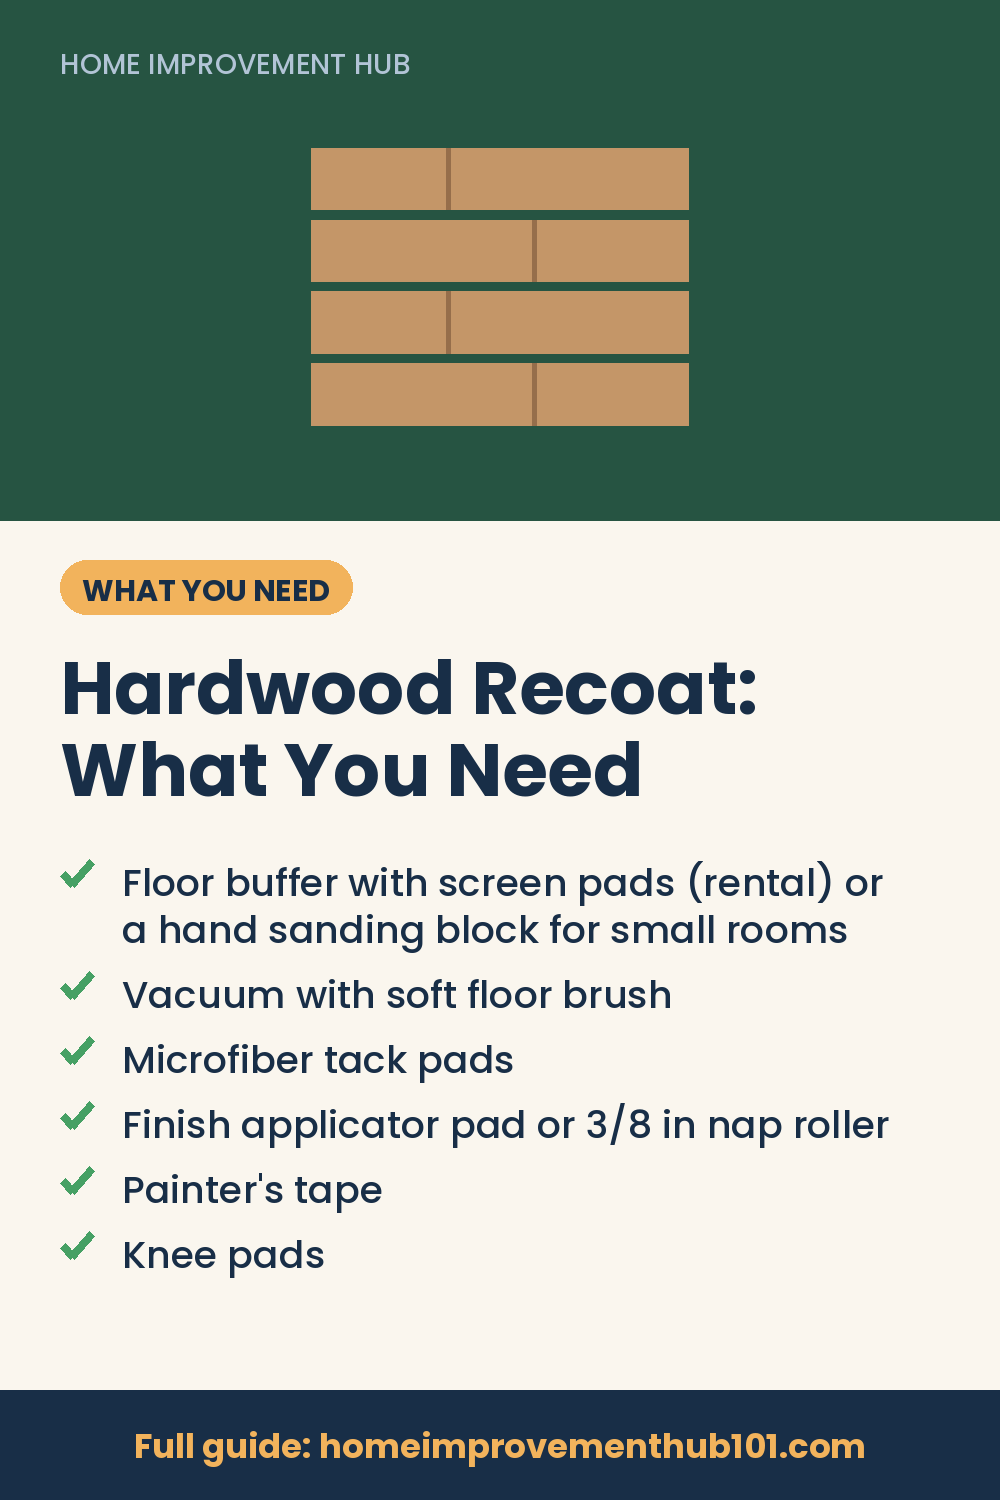 HOME IMPROVEMENT HUB
WHAT YOU NEED
Hardwood Recoat:
What You Need
Floor buffer with screen pads (rental) or
a hand sanding block for small rooms
Vacuum with soft floor brush
Microfiber tack pads
Finish applicator pad or 3/8 in nap roller
Painter's tape
Knee pads
Full guide: homeimprovementhub101.com